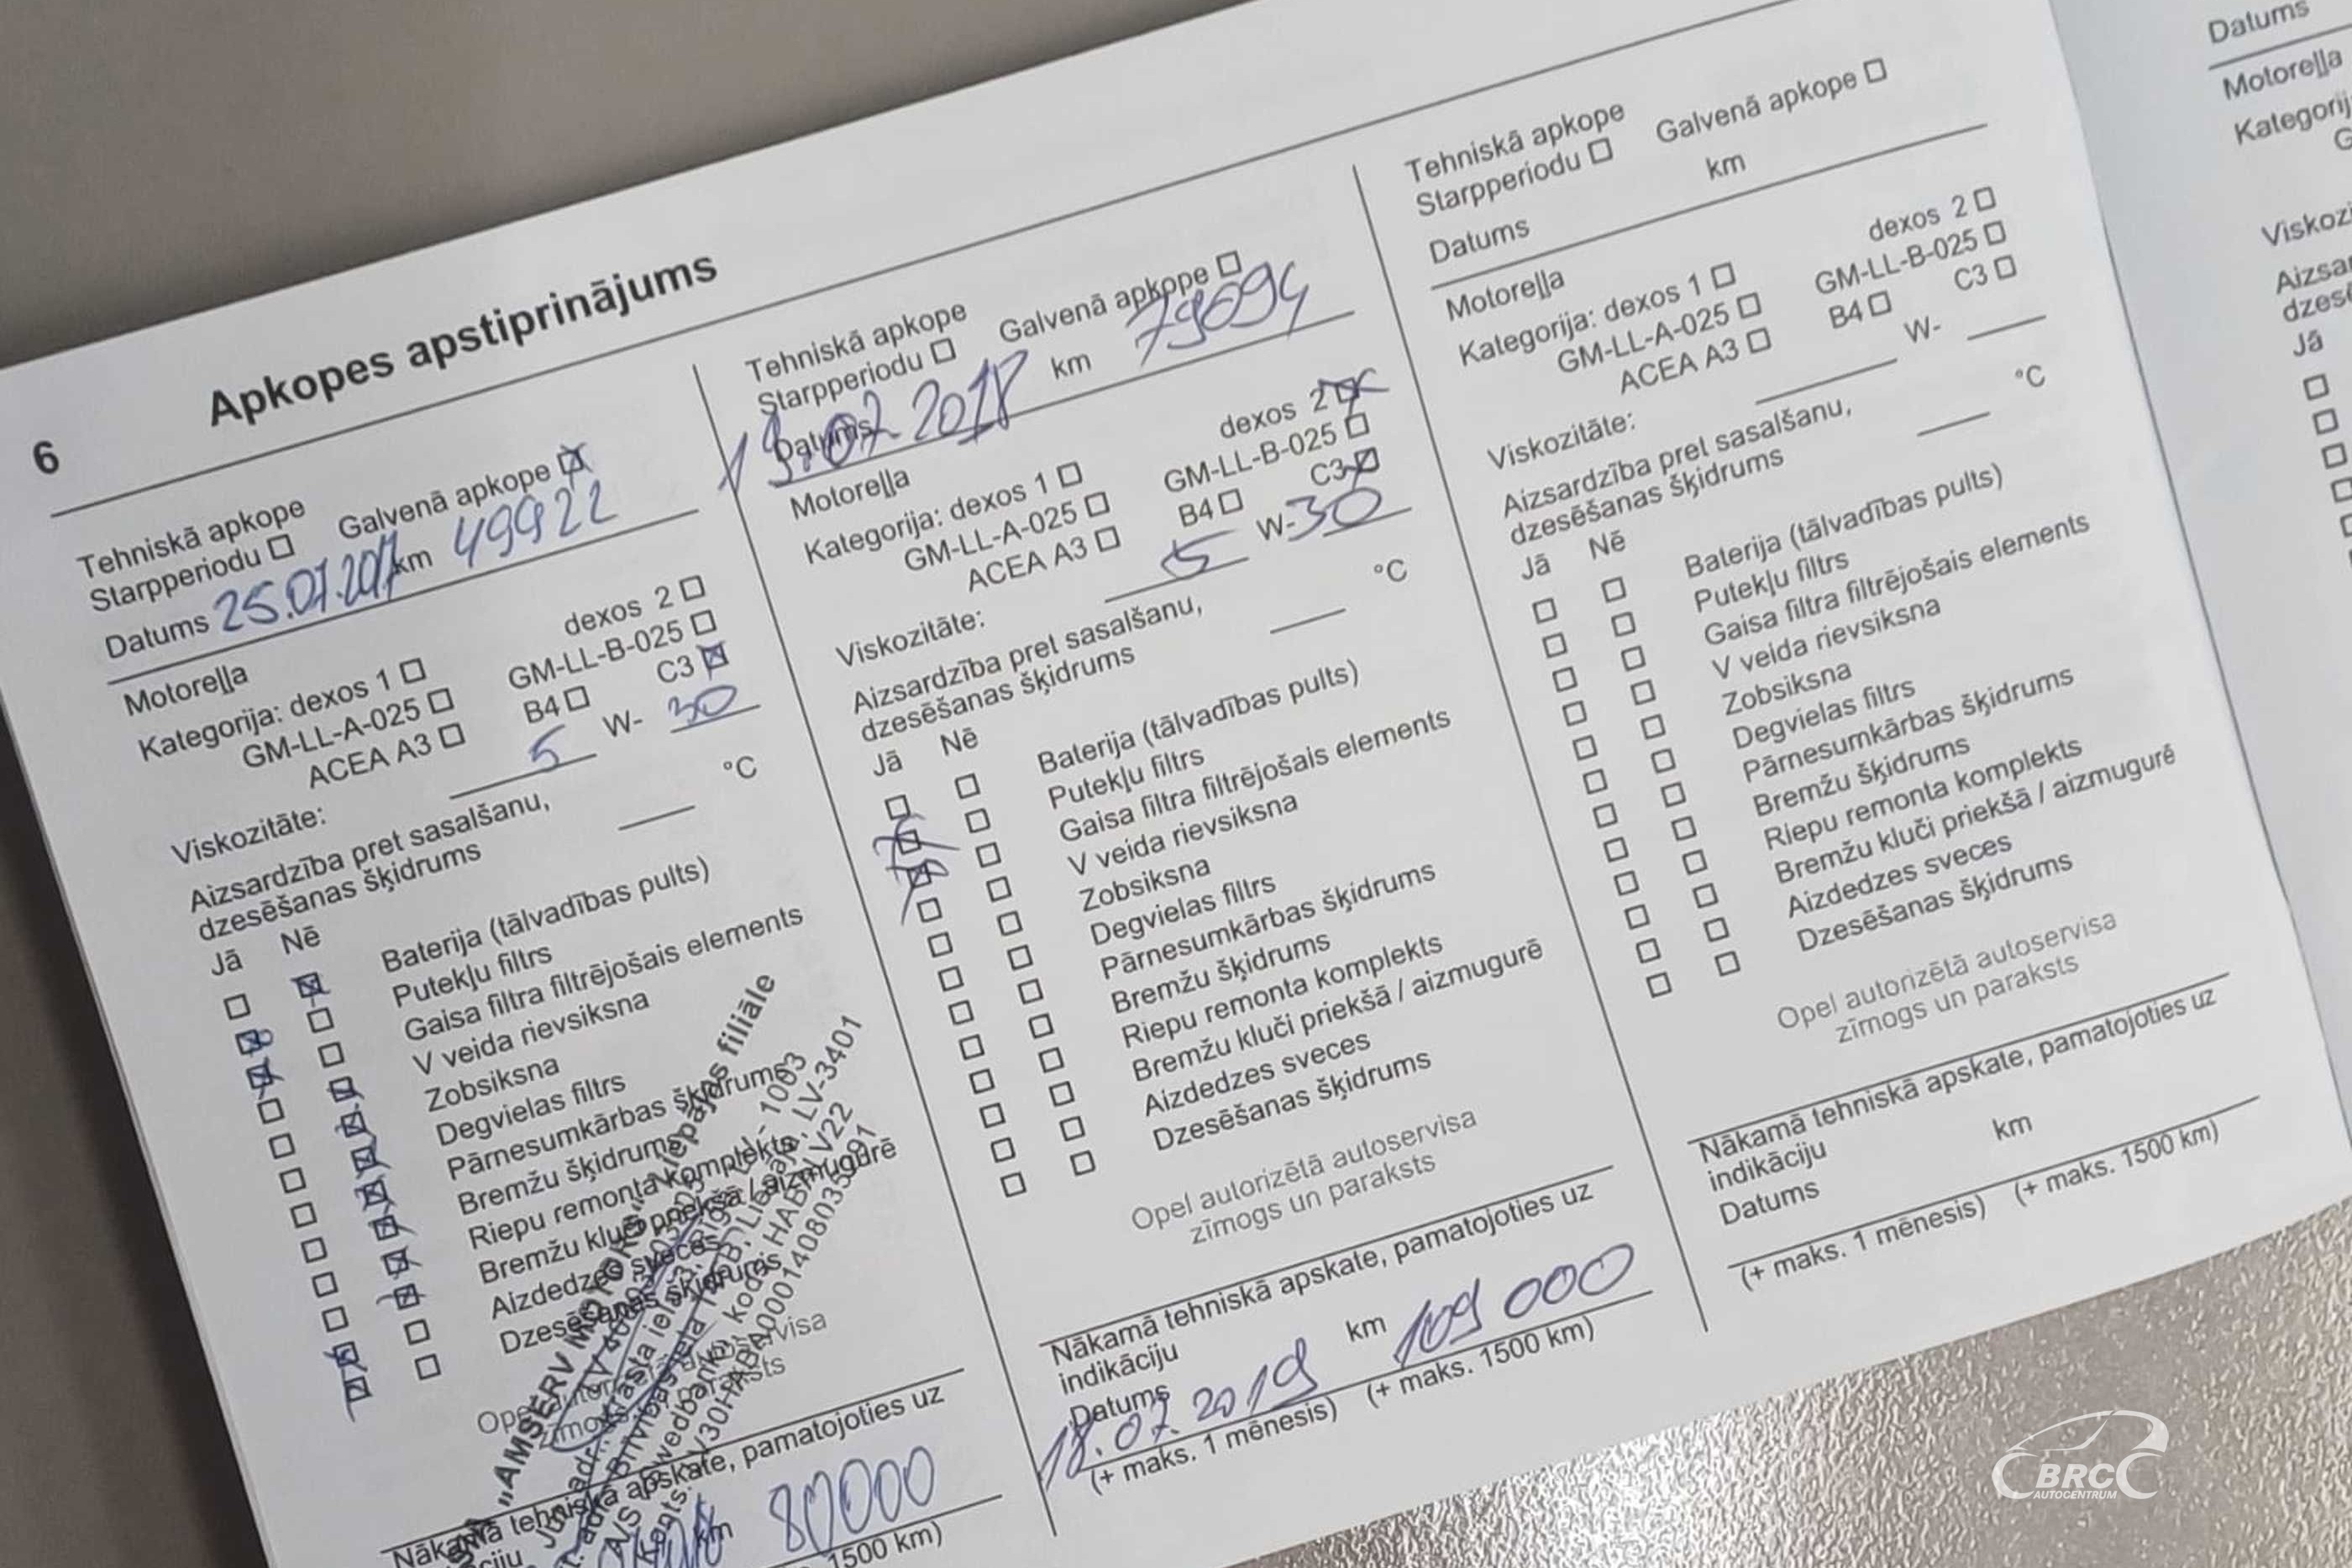 6
Apkopes apstiprinājums
Tehniskā apkope
Starpperiodu Galvenā apkope
Datums 25.07.2017 km 49922
Motoreļļa
Kategorija: dexos 1 dexos 2
GM-LL-A-025 GM-LL-B-025
ACEA A3 B4 C3
Viskozitāte: 5 W- 30
Aizsardzība pret sasalšanu,
dzesēšanas šķidrums °C
Jā Nē
Baterija (tālvadības pults)
Putekļu filtrs
Gaisa filtra filtrējošais elements
V veida rievsiksna
Zobsiksna
Degvielas filtrs
Pārnesumkārbas šķidrums
Bremžu šķidrums
Riepu remonta komplekts
Bremžu kluči priekšā / aizmugurē
Aizdedzes sveces
Dzesēšanas šķidrums
"AMSERV MOTORS" Liepājas filiāle
Nākamā tehniskā apskate, pamatojoties uz
km 80000
1500 km)
Tehniskā apkope
Starpperiodu Galvenā apkope
Datums 19.07.2018 km 79094
Motoreļļa
Kategorija: dexos 1 dexos 2
GM-LL-A-025 GM-LL-B-025
ACEA A3 B4 C3
Viskozitāte: 5 W-30
Aizsardzība pret sasalšanu,
dzesēšanas šķidrums °C
Jā Nē
Baterija (tālvadības pults)
Putekļu filtrs
Gaisa filtra filtrējošais elements
V veida rievsiksna
Zobsiksna
Degvielas filtrs
Pārnesumkārbas šķidrums
Bremžu šķidrums
Riepu remonta komplekts
Bremžu kluči priekšā / aizmugurē
Aizdedzes sveces
Dzesēšanas šķidrums
Opel autorizētā autoservisa
zīmogs un paraksts
Nākamā tehniskā apskate, pamatojoties uz
indikāciju
Datums km 109 000
18.07.2019
(+ maks. 1 mēnesis) (+ maks. 1500 km)
Tehniskā apkope
Starpperiodu Galvenā apkope
Datums km
Motoreļļa
Kategorija: dexos 1 dexos 2
GM-LL-A-025 GM-LL-B-025
ACEA A3 B4 C3
Viskozitāte: W-
Aizsardzība pret sasalšanu,
dzesēšanas šķidrums °C
Jā Nē
Baterija (tālvadības pults)
Putekļu filtrs
Gaisa filtra filtrējošais elements
V veida rievsiksna
Zobsiksna
Degvielas filtrs
Pārnesumkārbas šķidrums
Bremžu šķidrums
Riepu remonta komplekts
Bremžu kluči priekšā / aizmugurē
Aizdedzes sveces
Dzesēšanas šķidrums
Opel autorizētā autoservisa
zīmogs un paraksts
Nākamā tehniskā apskate, pamatojoties uz
indikāciju
Datums km
(+ maks. 1 mēnesis) (+ maks. 1500 km)
Datums
Motoreļļa
Jā
BRC
AUTOCENTRUM